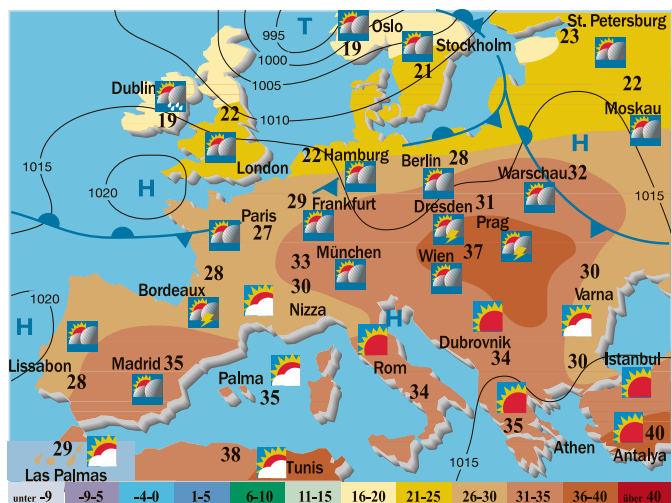 995
T
Oslo
19
St. Petersburg
23
1000
Stockholm
21
1005
22
Dublin
19
1010
22
Moskau
London
22
Hamburg
Berlin
28
H
1015
1020
H
Warschau
32
1015
Paris
27
29
Frankfurt
Dresden
31
Prag
28
33
München
37
Wien
30
Varna
1020
Bordeaux
30
Nizza
H
H
Dubrovnik
34
30
Istanbul
Lissabon
28
Madrid
35
Palma
35
Rom
34
35
Athen
40
Antalya
29
Las Palmas
38
Tunis
1015
unter -9
-9-5
-4-0
1-5
6-10
11-15
16-20
21-25
26-30
31-35
36-40
über 40